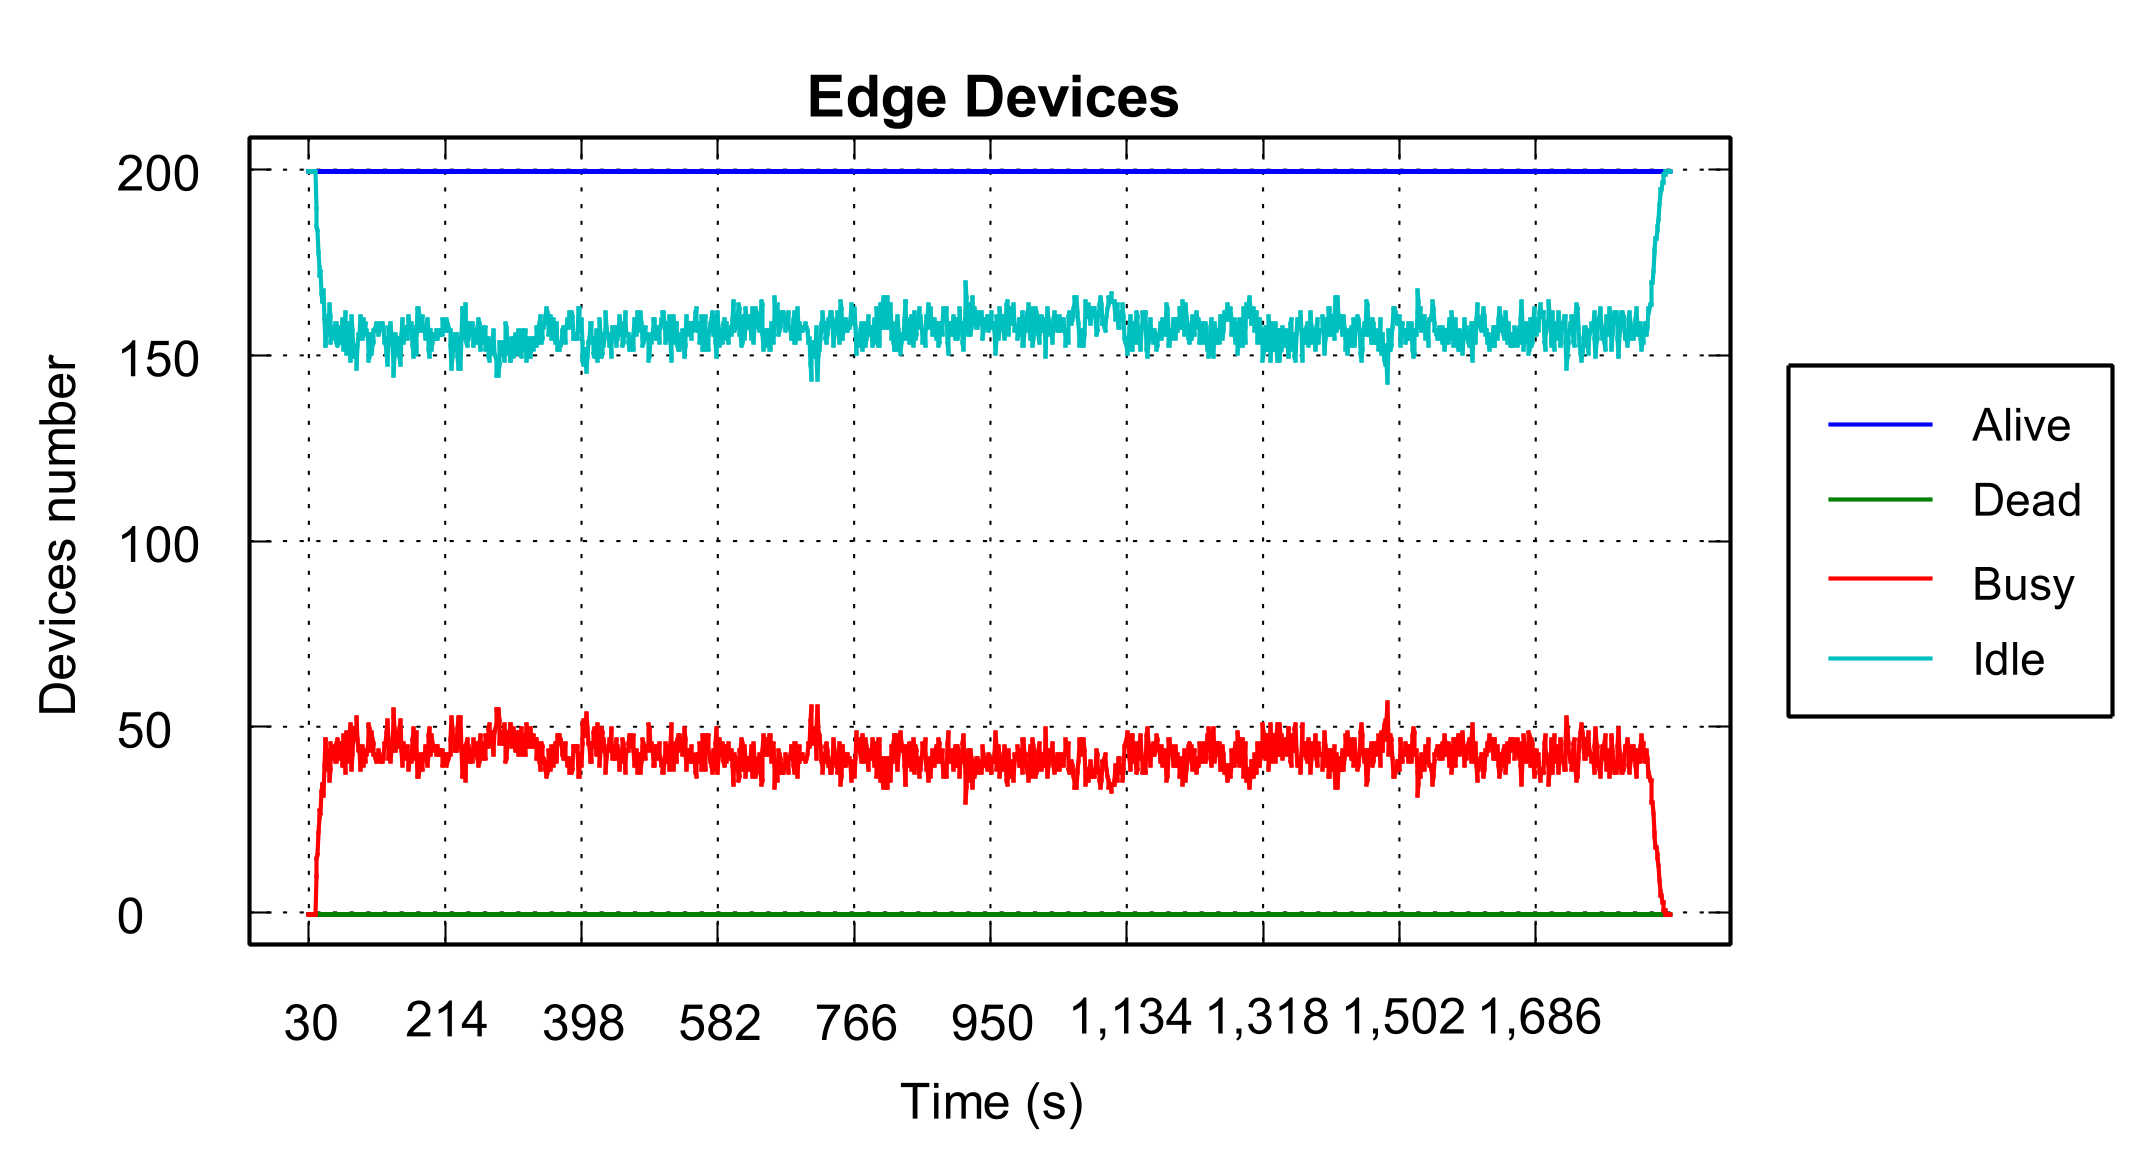 Edge Devices
200
150
100
50
0
Devices number
30 214 398 582 766 950 1,134 1,318 1,502 1,686
Time (s)
Alive
Dead
Busy
Idle